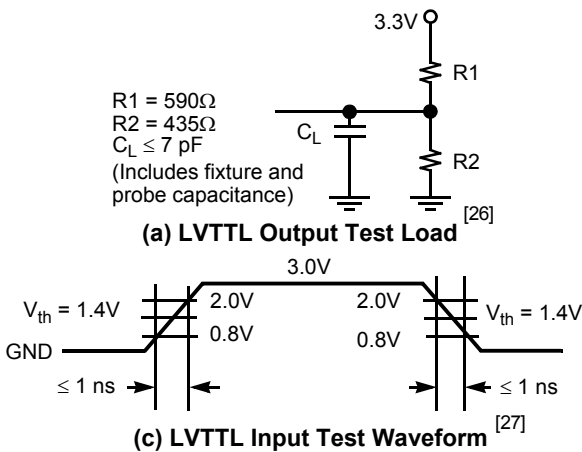 3.3V
R1
R1 = 590Ω
R2 = 435Ω
C_L ≤ 7 pF
(Includes fixture and
probe capacitance)
C_L
R2
(a) LVTTL Output Test Load [26]
3.0V
V_th = 1.4V
2.0V
0.8V
GND
≤ 1 ns
2.0V
0.8V
V_th = 1.4V
≤ 1 ns
(c) LVTTL Input Test Waveform [27]